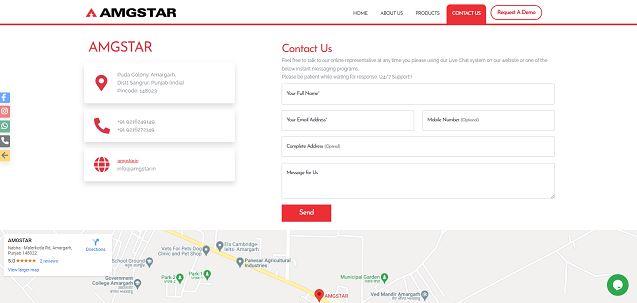 AMGSTAR
HOME
ABOUT US
PRODUCTS
CONTACT US
Request A Demo
AMGSTAR
Puda Colony, Amargarh,
Distt Sangrur, Punjab (India)
Pincode: 148023
+91 9216249149,
+91 9216272149
amgstar.in
info@amgstar.in
Contact Us
Feel free to talk to our online representative at any time you please using our Live Chat system on our website or one of the
below instant messaging programs.
Please be patient while waiting for response. (24/7 Support!)
Your Full Name*
Your Email Address*
Mobile Number (Optional)
Complete Address (Optional)
Message for Us
Send
AMGSTAR
Nabha - Malerkotla Rd, Amargarh,
Punjab 148022
5.0 ★★★★★ 2 reviews
View larger map
Directions
School Ground
Government
College Amargarh
Vets For Pets Dog
Clinic and Pet Shop
Park 1
Park 2
Els Cambridge
Ielts- Amargarh
Panesar Agricultural
Industries
AMGSTAR
Municipal Garden
Ved Mandir Amargarh